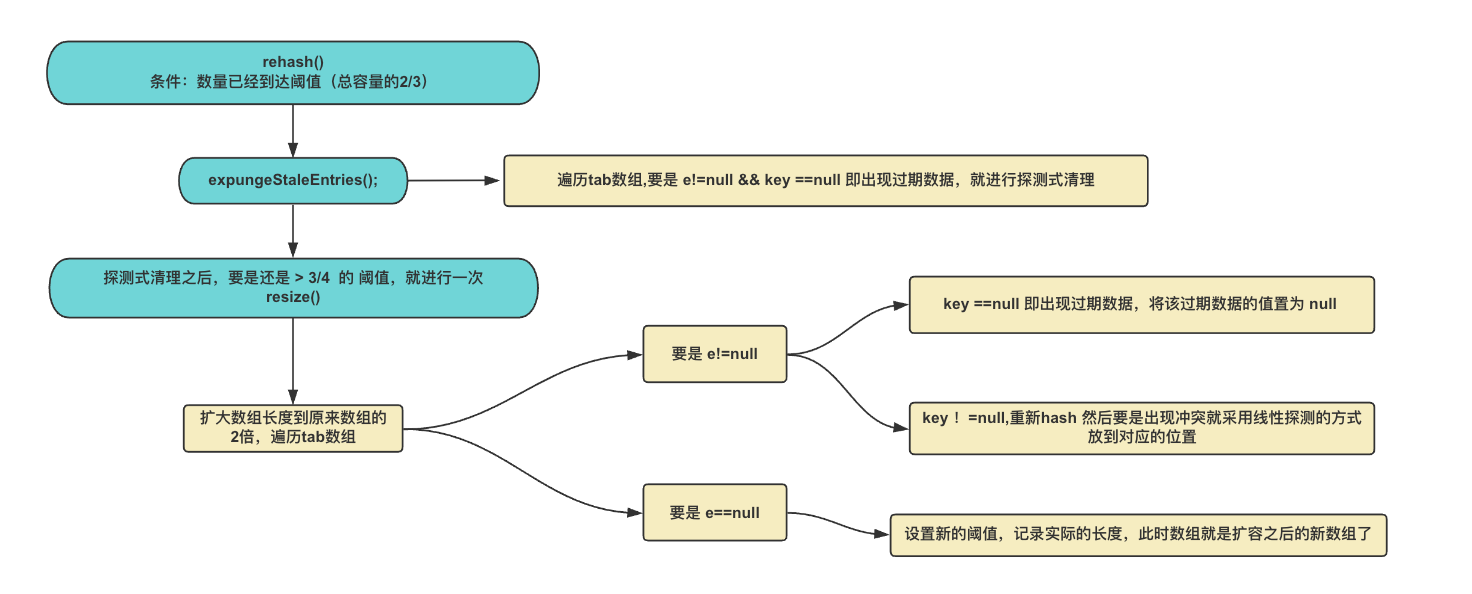 rehash()
条件：数量已经到达阈值（总容量的2/3）
expungeStaleEntries();
遍历tab数组,要是 e!=null && key ==null 即出现过期数据，就进行探测式清理
探测式清理之后，要是还是 > 3/4 的 阈值，就进行一次
resize()
扩大数组长度到原来数组的
2倍，遍历tab数组
要是 e!=null
key ==null 即出现过期数据，将该过期数据的值置为 null
key！=null,重新hash 然后要是出现冲突就采用线性探测的方式
放到对应的位置
要是 e==null
设置新的阈值，记录实际的长度，此时数组就是扩容之后的新数组了